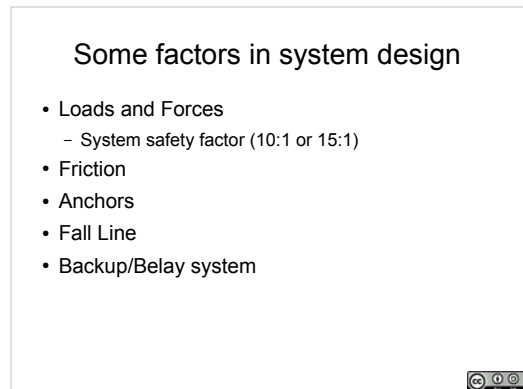 Some factors in system design
• Loads and Forces
– System safety factor (10:1 or 15:1)
• Friction
• Anchors
• Fall Line
• Backup/Belay system
cc